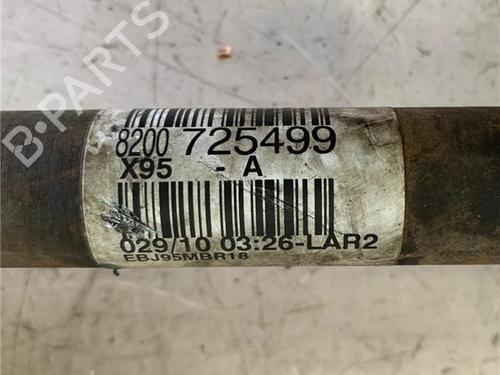 B-PARTS
8200 725499
X95 - A
029/10 03:26-LAR2
EBJ95MBR18